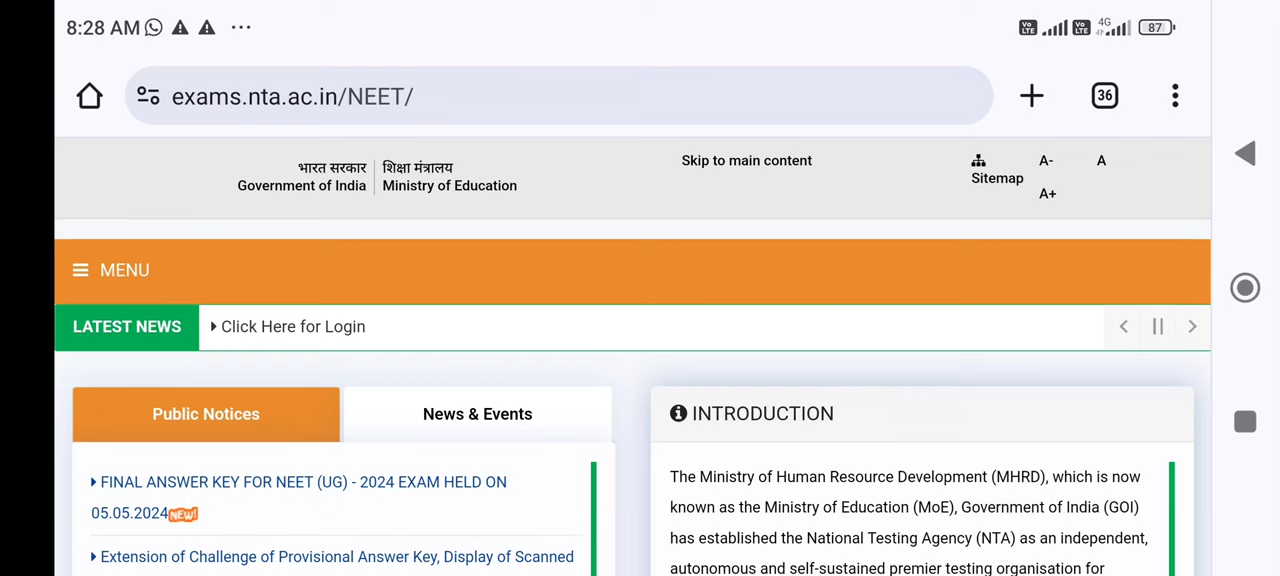 8:28 AM
Vo LTE Vo LTE 4G 87
exams.nta.ac.in/NEET/
36
भारत सरकार शिक्षा मंत्रालय
Government of India Ministry of Education
Skip to main content
Sitemap
A- A
A+
MENU
LATEST NEWS Click Here for Login
Public Notices News & Events
INTRODUCTION
FINAL ANSWER KEY FOR NEET (UG) - 2024 EXAM HELD ON
05.05.2024 NEW!
Extension of Challenge of Provisional Answer Key, Display of Scanned
The Ministry of Human Resource Development (MHRD), which is now
known as the Ministry of Education (MoE), Government of India (GOI)
has established the National Testing Agency (NTA) as an independent,
autonomous and self-sustained premier testing organisation for